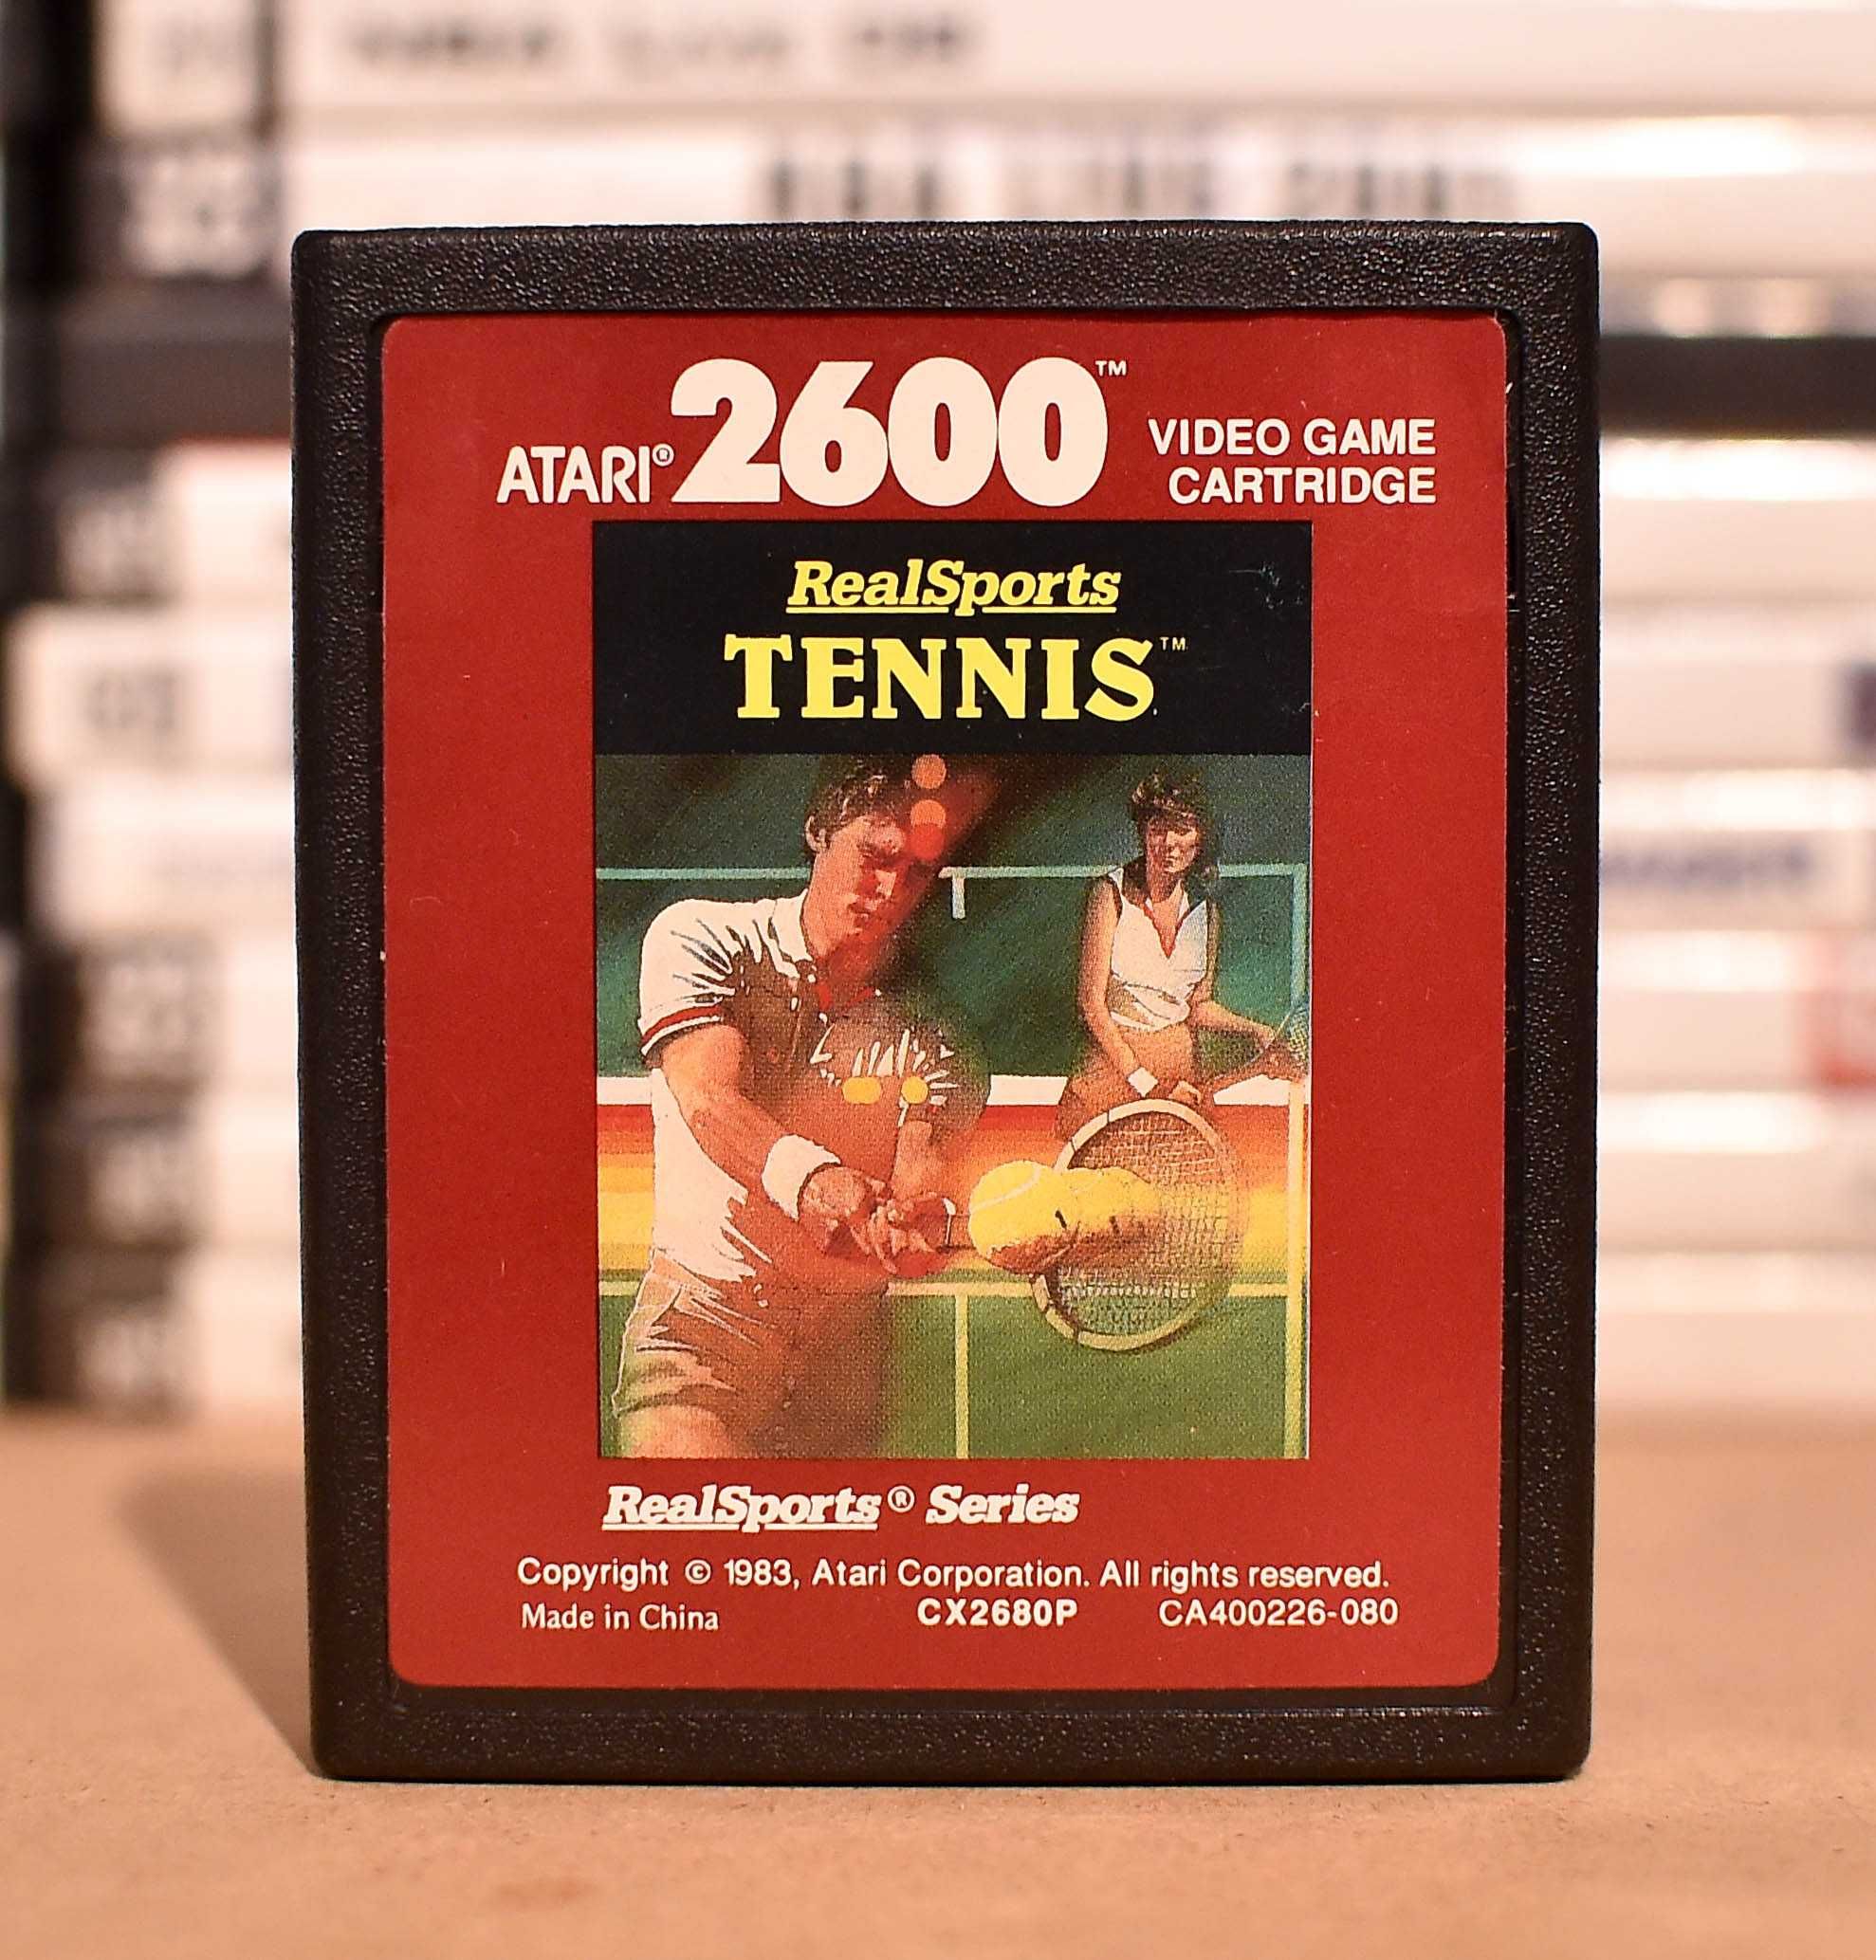 ATARI® 2600™ VIDEO GAME
CARTRIDGE
RealSports
TENNIS™
RealSports® Series
Copyright © 1983, Atari Corporation. All rights reserved.
Made in China CX2680P CA400226-080